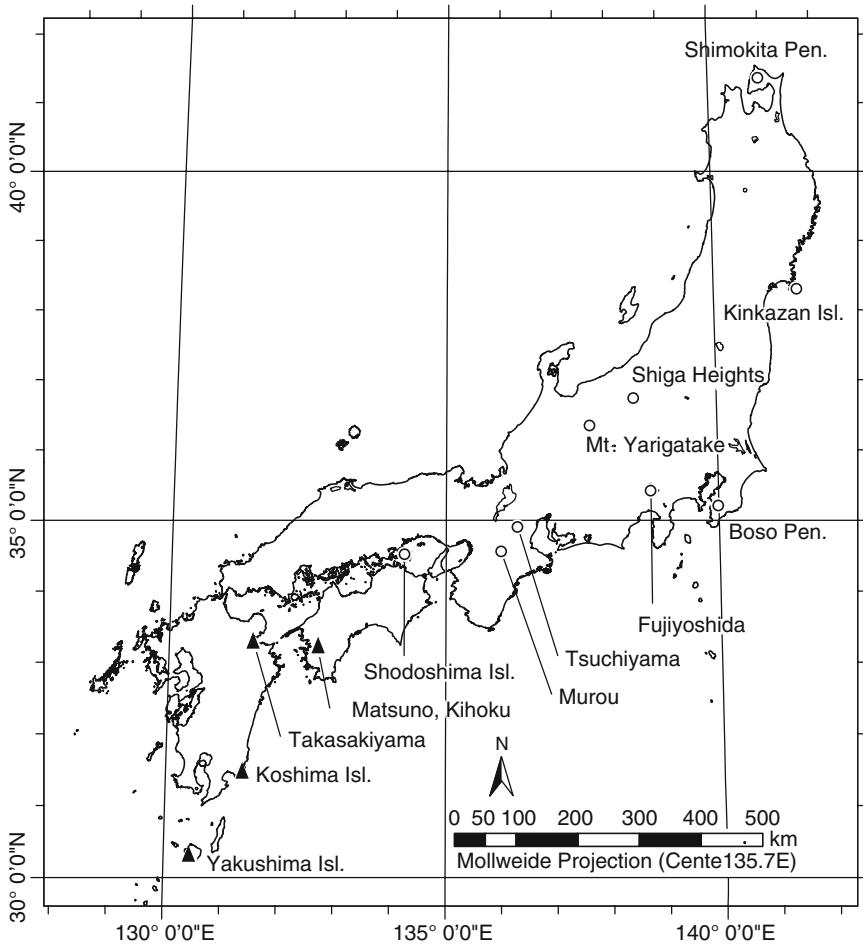 Shimokita Pen.
40° 0'0"N
Kinkazan Isl.
Shiga Heights
Mt. Yarigatake
35° 0'0"N
Boso Pen.
Fujiyoshida
Tsuchiyama
Shodoshima Isl.
Murou
Matsuno, Kihoku
Takasakiyama
N
Koshima Isl.
0 50 100 200 300 400 500
km
Mollweide Projection (Cente135.7E)
Yakushima Isl.
30° 0'0"N
130° 0'0"E 135° 0'0"E 140° 0'0"E